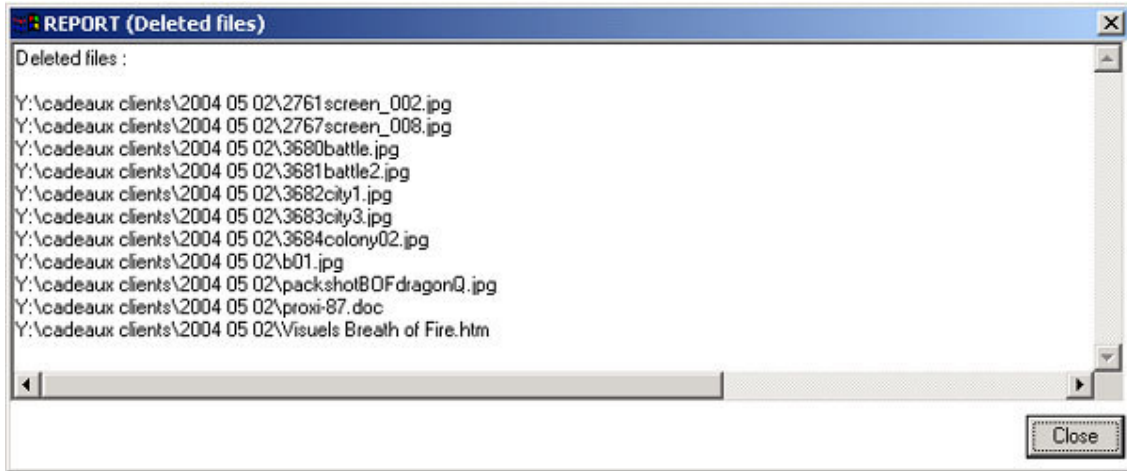 REPORT (Deleted files)
Deleted files :
Y:\cadeaux clients\2004 05 02\2761screen_002.jpg
Y:\cadeaux clients\2004 05 02\2767screen_008.jpg
Y:\cadeaux clients\2004 05 02\3680battle.jpg
Y:\cadeaux clients\2004 05 02\3681battle2.jpg
Y:\cadeaux clients\2004 05 02\3682city1.jpg
Y:\cadeaux clients\2004 05 02\3683city3.jpg
Y:\cadeaux clients\2004 05 02\3684colony02.jpg
Y:\cadeaux clients\2004 05 02\b01.jpg
Y:\cadeaux clients\2004 05 02\packshotBOFdragonQ.jpg
Y:\cadeaux clients\2004 05 02\proxi-87.doc
Y:\cadeaux clients\2004 05 02\Visuels Breath of Fire.htm
Close